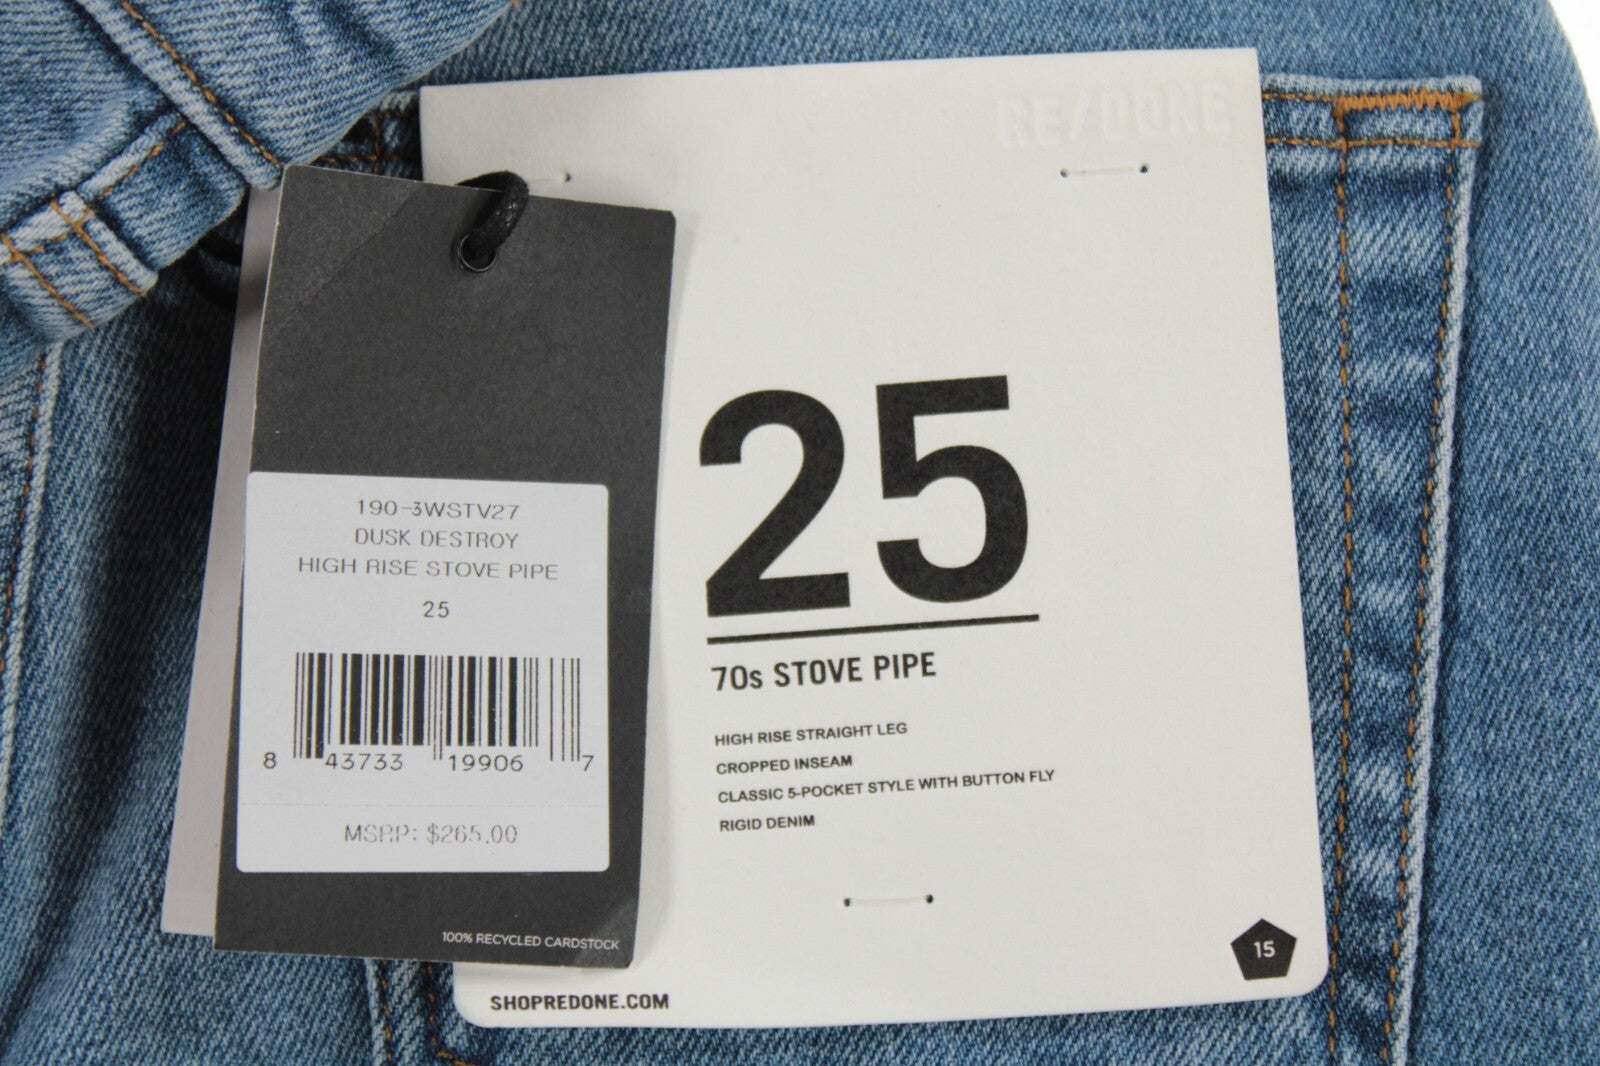 RE/DONE
190-3WSTV27
DUSK DESTROY
HIGH RISE STOVE PIPE
25
8 43733 19906 7
MSRP: $265.00
100% RECYCLED CARDSTOCK
25
70s STOVE PIPE
HIGH RISE STRAIGHT LEG
CROPPED INSEAM
CLASSIC 5-POCKET STYLE WITH BUTTON FLY
RIGID DENIM
15
SHOPREDONE.COM